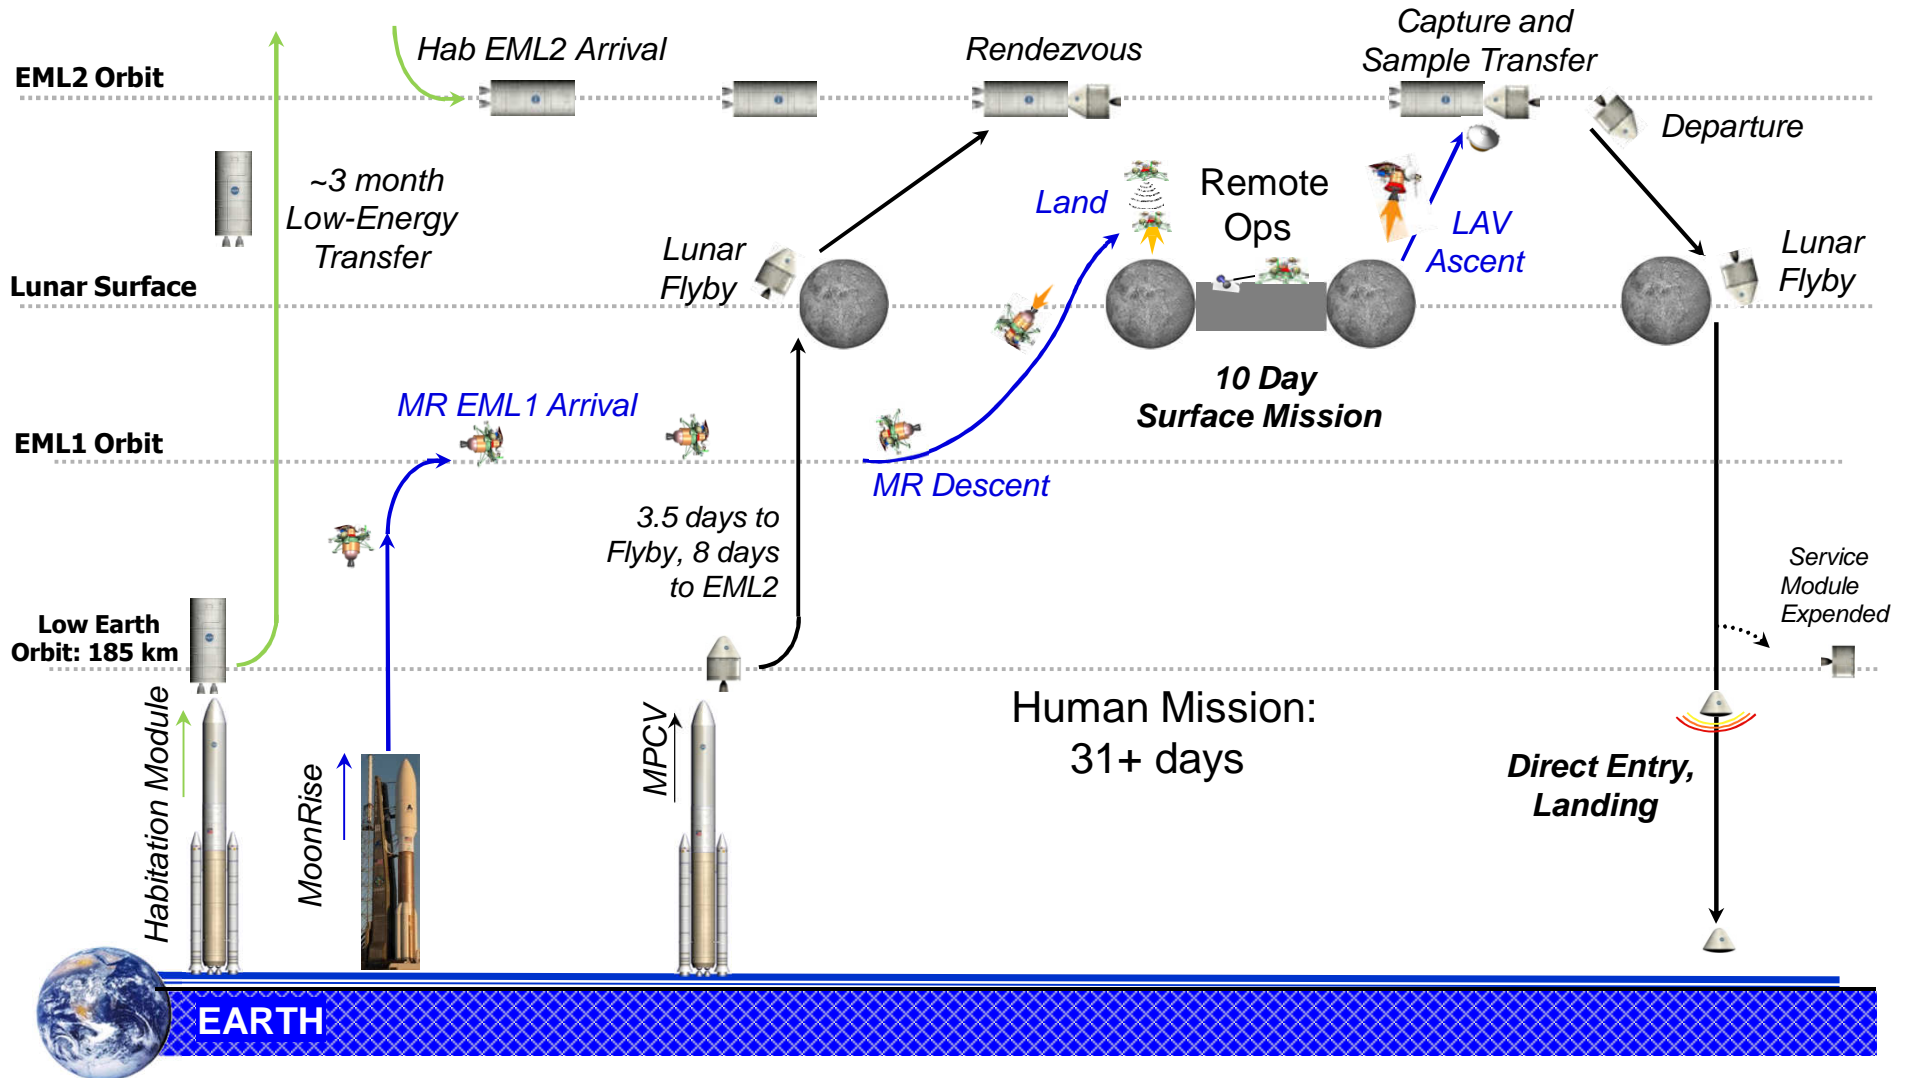 Hab EML2 Arrival
Rendezvous
Capture and
Sample Transfer
EML2 Orbit
Departure
~3 month
Low-Energy
Transfer
Land
Remote
Ops
LAV
Ascent
Lunar
Flyby
Lunar
Flyby
Lunar Surface
10 Day
Surface Mission
MR EML1 Arrival
EML1 Orbit
MR Descent
3.5 days to
Flyby, 8 days
to EML2
Service
Module
Expended
Low Earth
Orbit: 185 km
Habitation Module
MoonRise
MPCV
Human Mission:
31+ days
Direct Entry,
Landing
EARTH